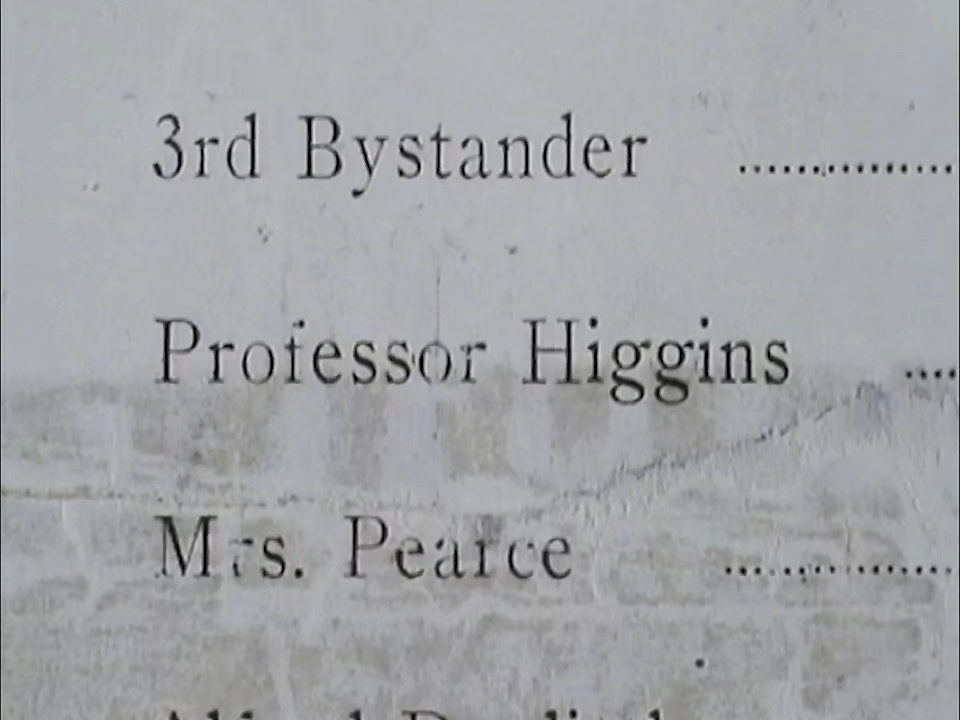 3rd Bystander ................
Professor Higgins ....
Mrs. Pearce .................